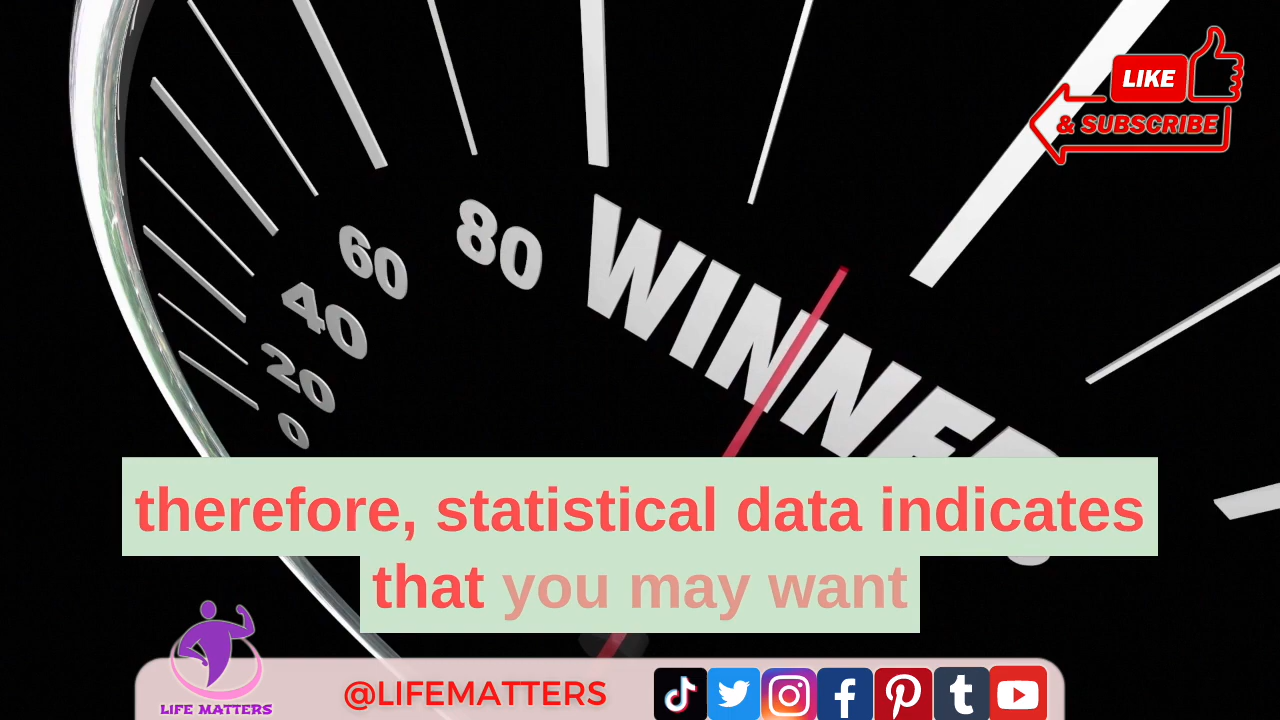 LIKE
& SUBSCRIBE
80
60
40
20
0
WINNER
therefore, statistical data indicates
that you may want
LIFE MATTERS
@LIFEMATTERS